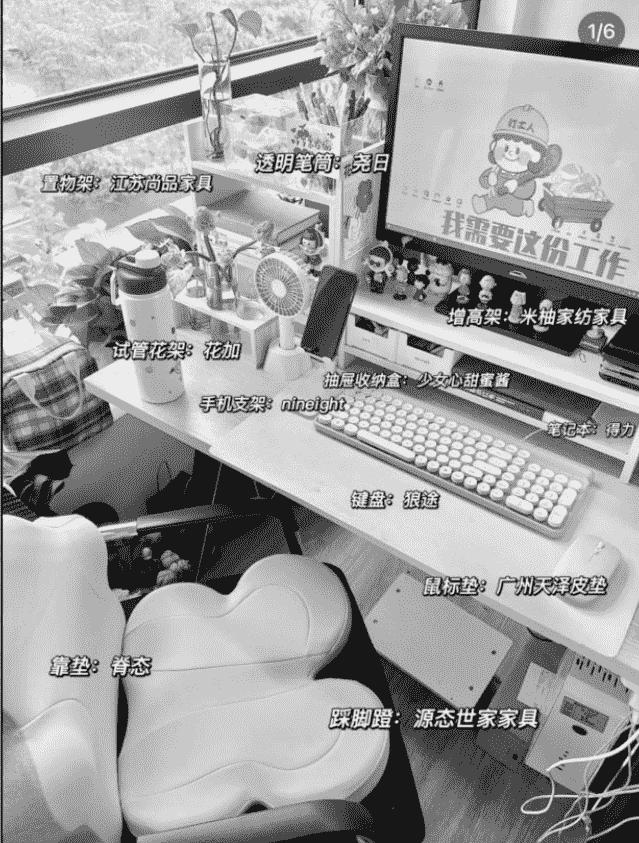 1/6
打工人
透明笔筒：尧日
置物架：江苏尚品家具
我需要这份工作
增高架：米柚家纺家具
试管花架：花加
抽屉收纳盒：少女心甜蜜酱
手机支架：nineight
笔记本：得力
键盘：狼途
鼠标垫：广州天泽皮垫
靠垫：脊态
踩脚蹬：源态世家家具